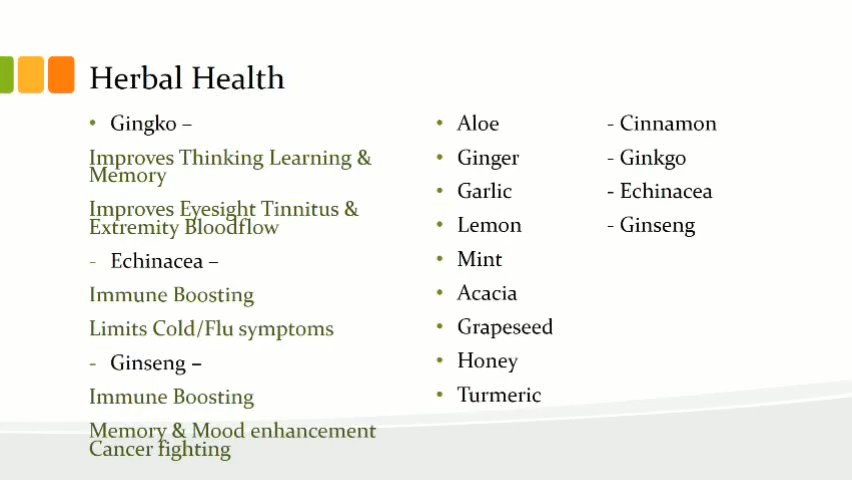 Herbal Health
• Gingko –
Improves Thinking Learning &
Memory
Improves Eyesight Tinnitus &
Extremity Bloodflow
- Echinacea –
Immune Boosting
Limits Cold/Flu symptoms
- Ginseng –
Immune Boosting
Memory & Mood enhancement
Cancer fighting
• Aloe
• Ginger
• Garlic
• Lemon
• Mint
• Acacia
• Grapeseed
• Honey
• Turmeric
- Cinnamon
- Ginkgo
- Echinacea
- Ginseng